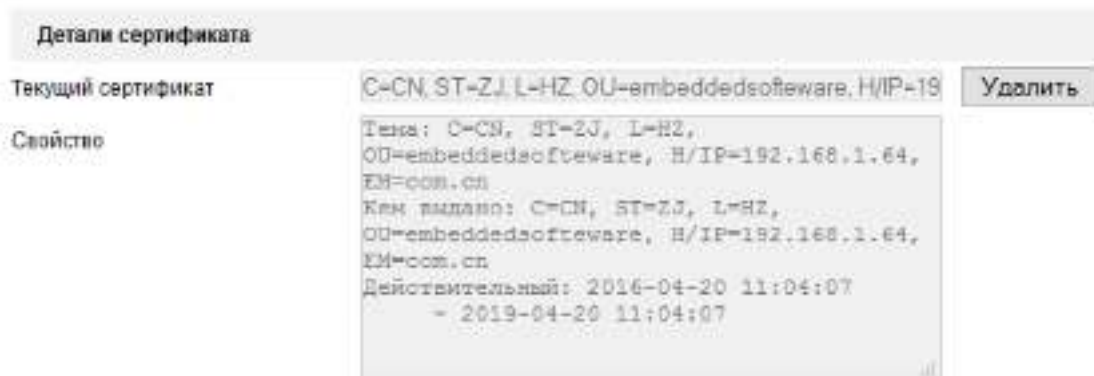 Детали сертификата
Текущий сертификат
C=CN, ST=ZJ, L=HZ, OU=embeddedsofteware, H/IP=19
Удалить
Свойство
Тема: C=CN, ST=ZJ, L=HZ,
OU=embeddedsofteware, H/IP=192.168.1.64,
EM=com.cn
Кем выдано: C=CN, ST=ZJ, L=HZ,
OU=embeddedsofteware, H/IP=192.168.1.64,
EM=com.cn
Действительный: 2016-04-20 11:04:07
- 2019-04-20 11:04:07